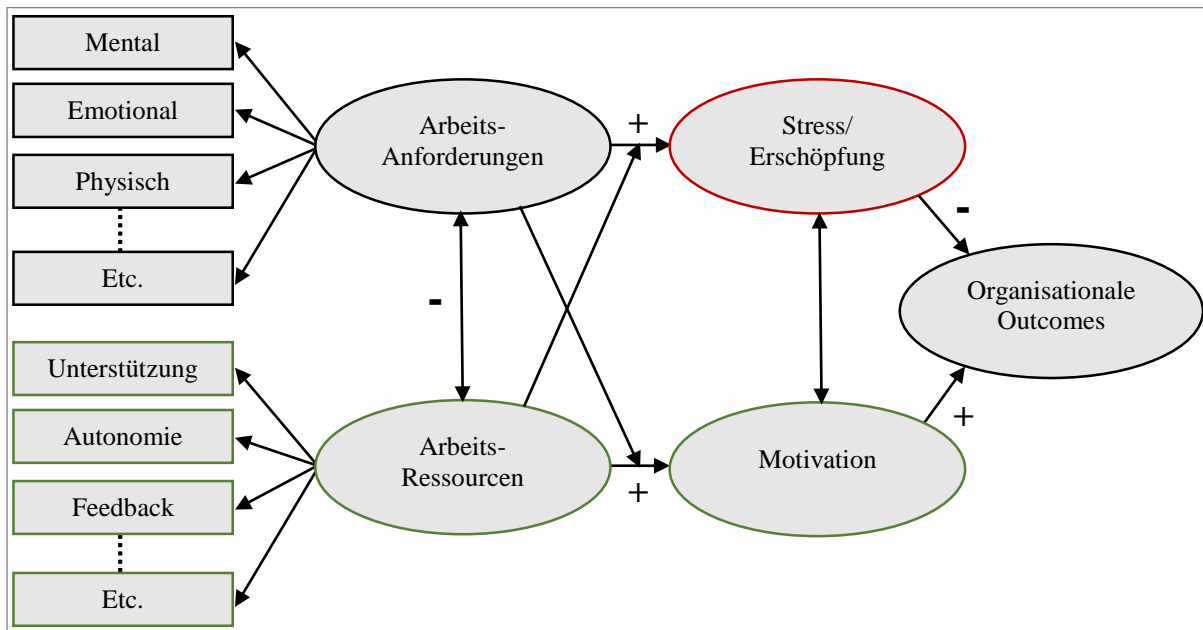 Mental
Emotional
Physisch
Etc.
Unterstützung
Autonomie
Feedback
Etc.
Arbeits-
Anforderungen
+
Stress/
Erschöpfung
-
-
Organisationale
Outcomes
Arbeits-
Ressourcen
+
Motivation
+